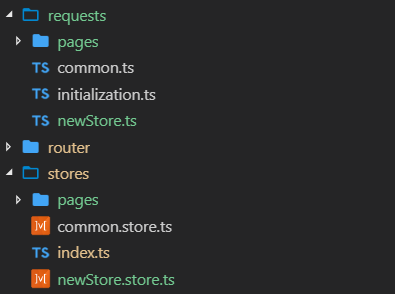 requests
pages
TS common.ts
TS initialization.ts
TS newStore.ts
router
stores
pages
common.store.ts
TS index.ts
newStore.store.ts